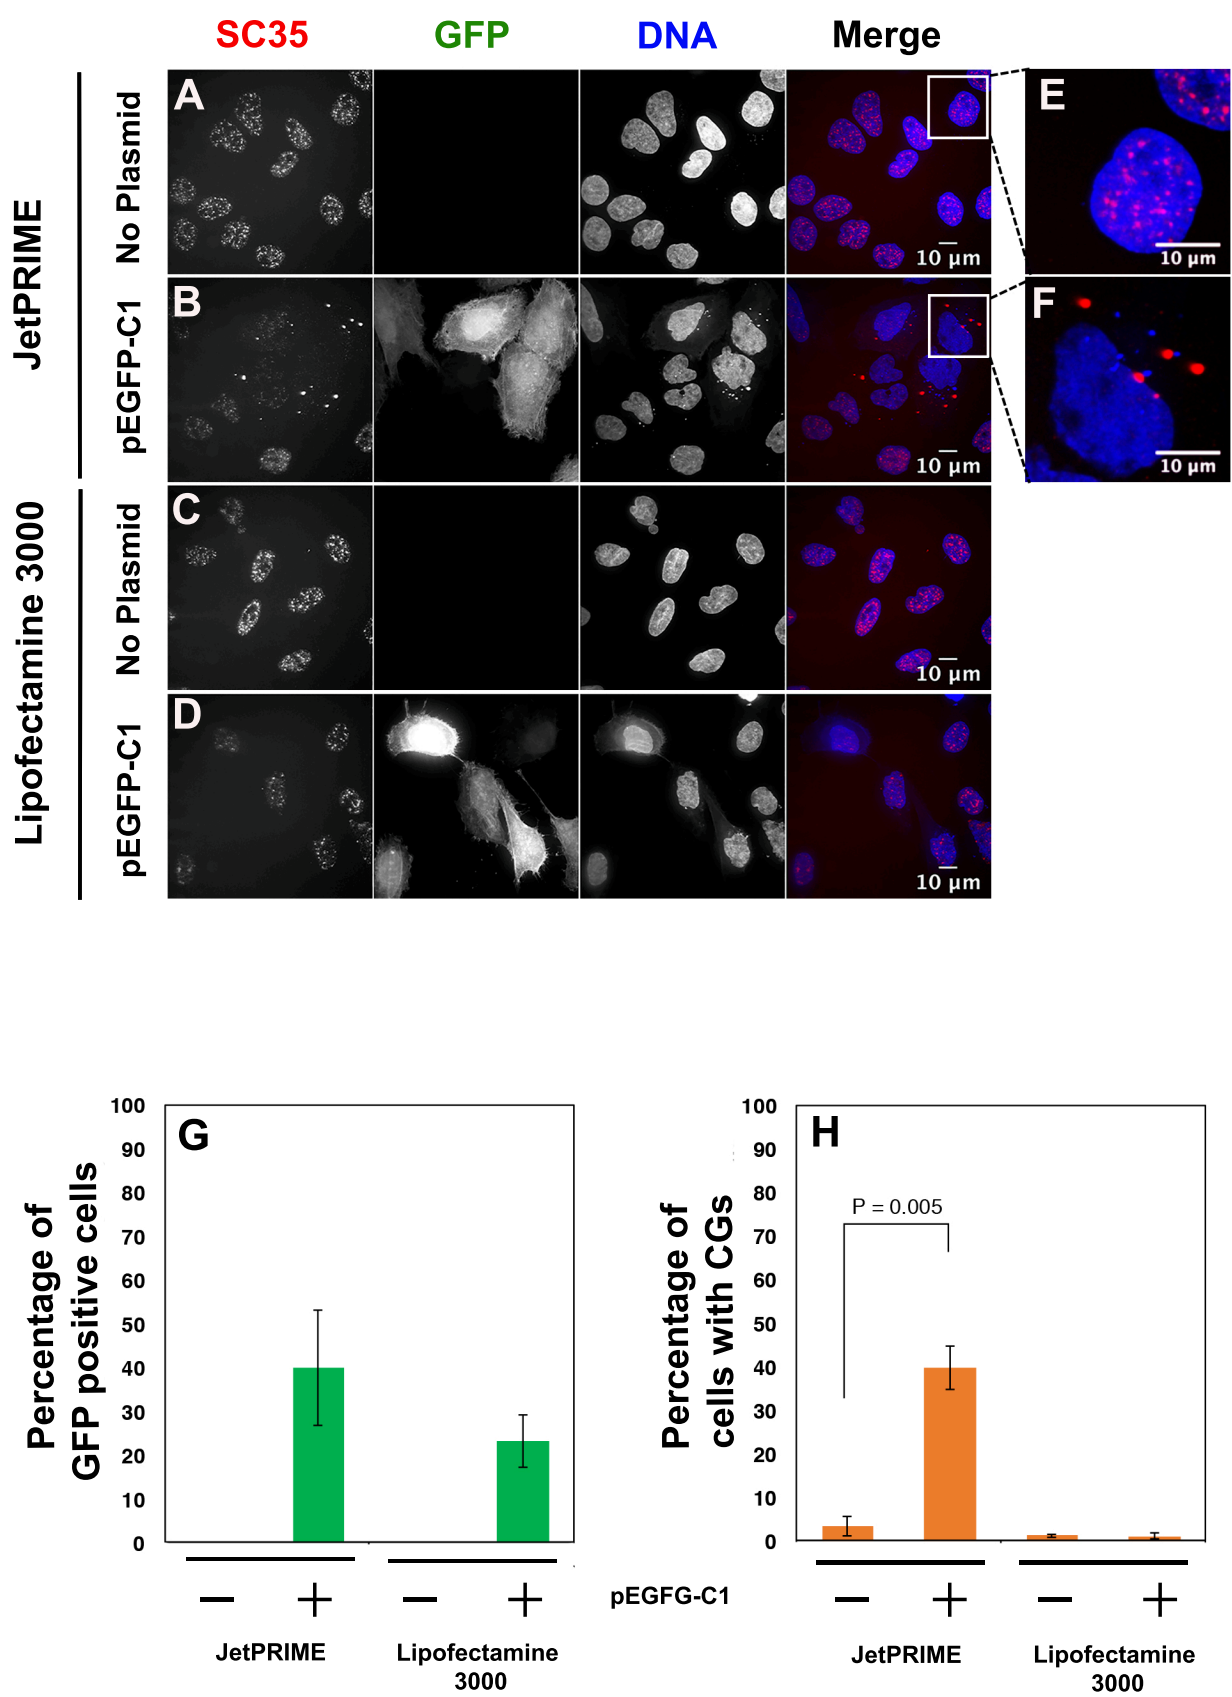 SC35 GFP DNA Merge
JetPRIME
No Plasmid
A
10 µm
E
10 µm
pEGFP-C1
B
10 µm
F
10 µm
Lipofectamine 3000
No Plasmid
C
10 µm
pEGFP-C1
D
10 µm
G
Percentage of
GFP positive cells
100
90
80
70
60
50
40
30
20
10
0
H
Percentage of
cells with CGs
100
90
80
70
60
50
40
30
20
10
0
P = 0.005
− + − + pEGFG-C1 − + − +
JetPRIME Lipofectamine
3000
JetPRIME Lipofectamine
3000